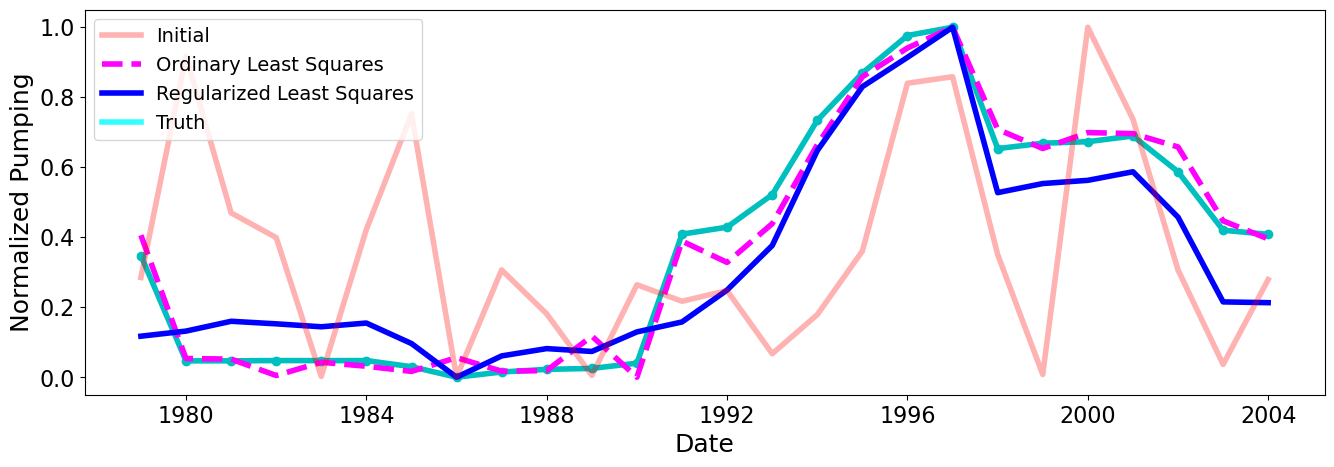 Initial
Ordinary Least Squares
Regularized Least Squares
Truth
Normalized Pumping
1.0
0.8
0.6
0.4
0.2
0.0
1980 1984 1988 1992 1996 2000 2004
Date